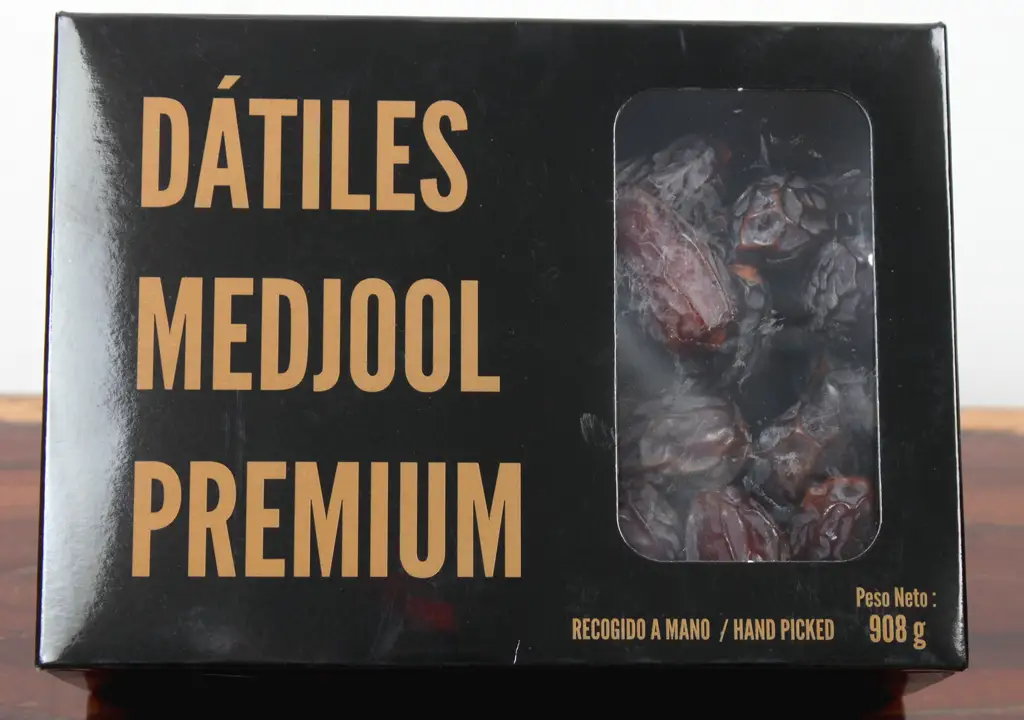 DÁTILES
MEDJOOL
PREMIUM
RECOGIDO A MANO / HAND PICKED
Peso Neto :
908 g